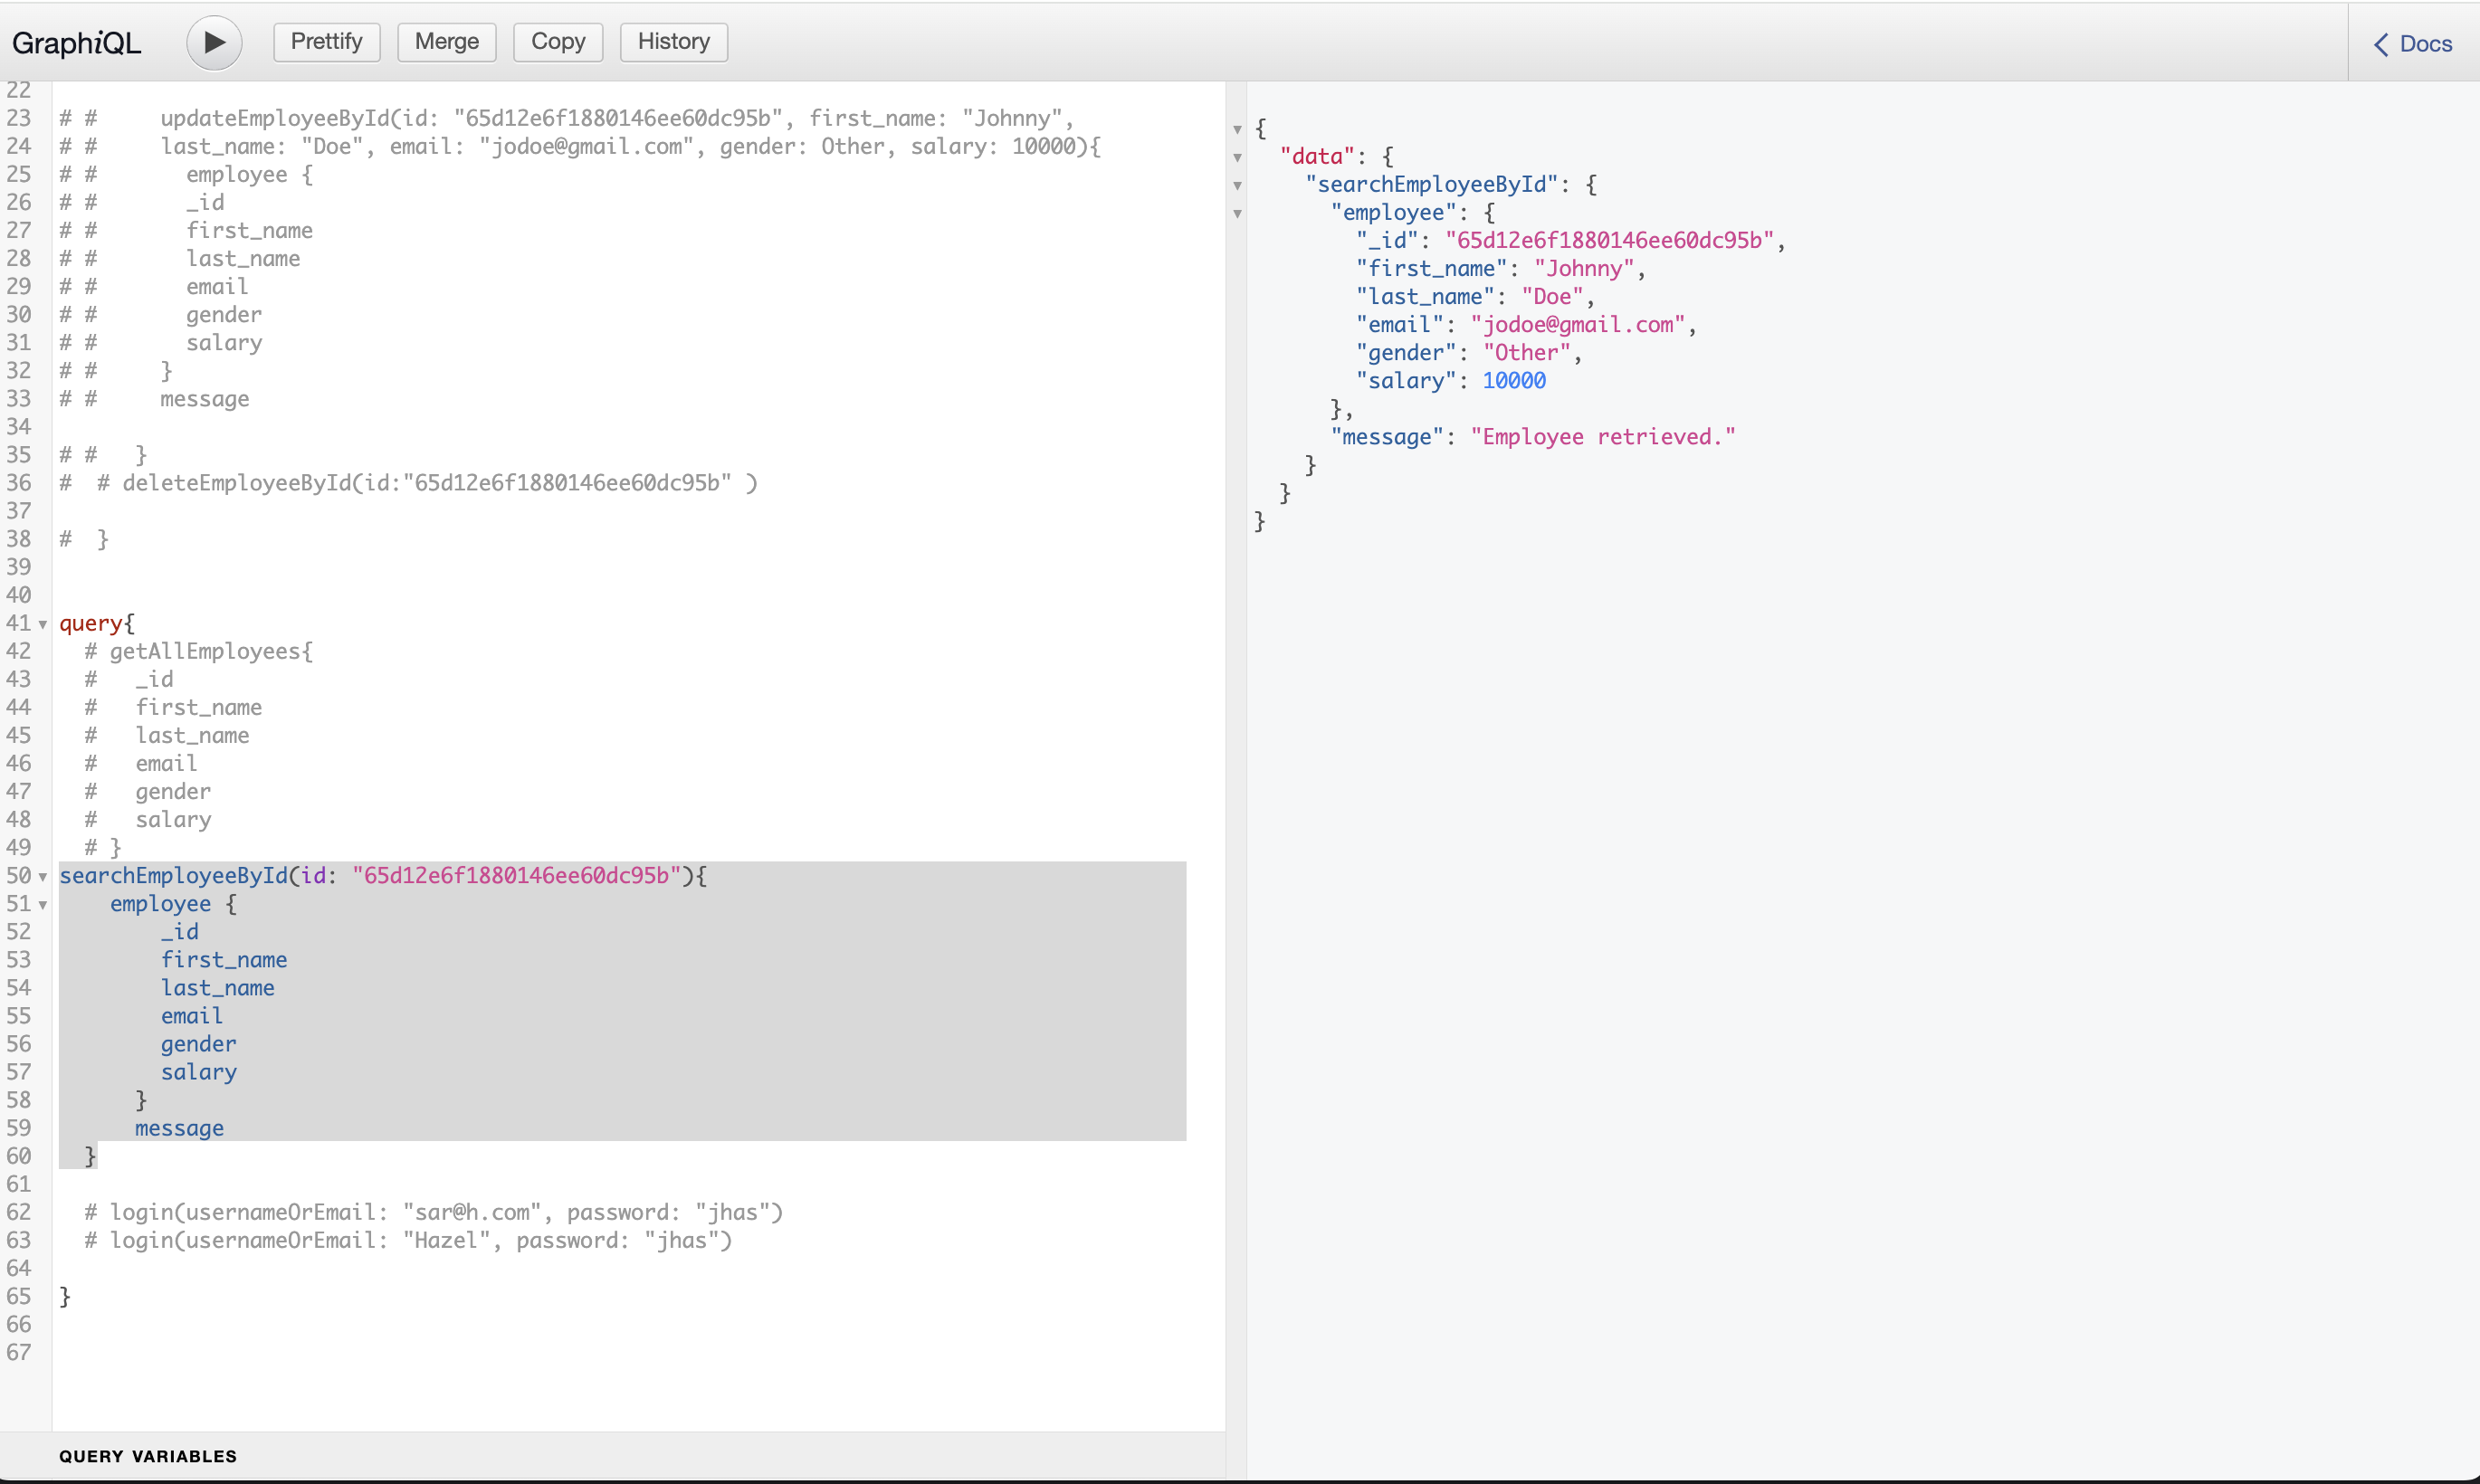 GraphiQL Prettify Merge Copy History Docs
22
23 # #     updateEmployeeById(id: "65d12e6f1880146ee60dc95b", first_name: "Johnny",
24 # #     last_name: "Doe", email: "jodoe@gmail.com", gender: Other, salary: 10000){
25 # #       employee {
26 # #       _id
27 # #       first_name
28 # #       last_name
29 # #       email
30 # #       gender
31 # #       salary
32 # #     }
33 # #     message
34
35 # #   }
36 #  # deleteEmployeeById(id:"65d12e6f1880146ee60dc95b" )
37
38 #  }
39
40
41 query{
42   # getAllEmployees{
43   #   _id
44   #   first_name
45   #   last_name
46   #   email
47   #   gender
48   #   salary
49   # }
50 searchEmployeeById(id: "65d12e6f1880146ee60dc95b"){
51     employee {
52         _id
53         first_name
54         last_name
55         email
56         gender
57         salary
58       }
59       message
60   }
61
62   # login(usernameOrEmail: "sar@h.com", password: "jhas")
63   # login(usernameOrEmail: "Hazel", password: "jhas")
64
65 }
66
67
QUERY VARIABLES
{
  "data": {
    "searchEmployeeById": {
      "employee": {
        "_id": "65d12e6f1880146ee60dc95b",
        "first_name": "Johnny",
        "last_name": "Doe",
        "email": "jodoe@gmail.com",
        "gender": "Other",
        "salary": 10000
      },
      "message": "Employee retrieved."
    }
  }
}